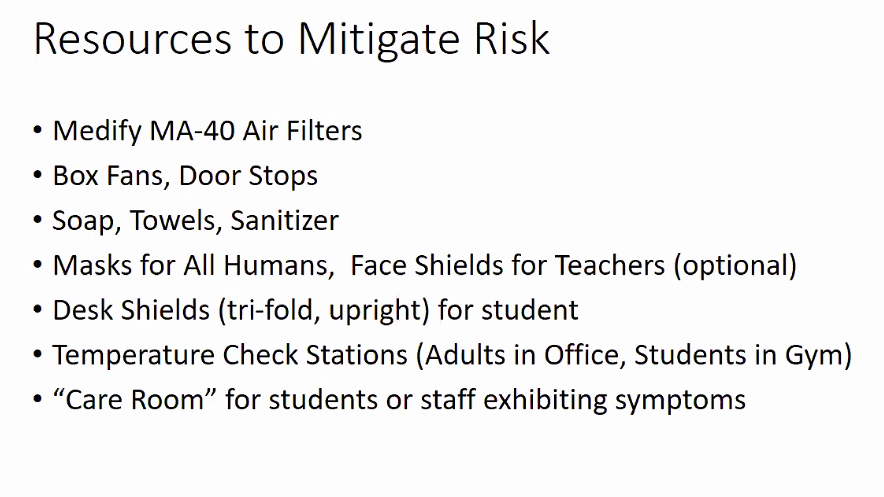 Resources to Mitigate Risk
• Medify MA-40 Air Filters
• Box Fans, Door Stops
• Soap, Towels, Sanitizer
• Masks for All Humans,  Face Shields for Teachers (optional)
• Desk Shields (tri-fold, upright) for student
• Temperature Check Stations (Adults in Office, Students in Gym)
• “Care Room” for students or staff exhibiting symptoms